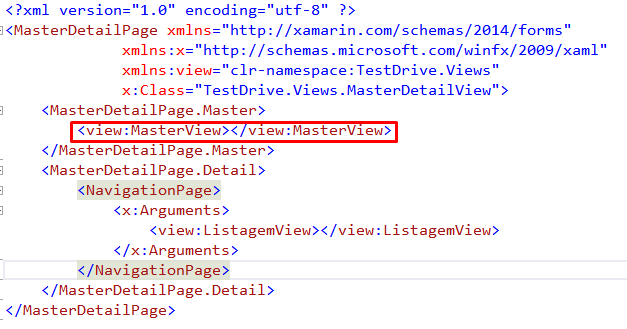 <?xml version="1.0" encoding="utf-8" ?>
<MasterDetailPage xmlns="http://xamarin.com/schemas/2014/forms"
             xmlns:x="http://schemas.microsoft.com/winfx/2009/xaml"
             xmlns:view="clr-namespace:TestDrive.Views"
             x:Class="TestDrive.Views.MasterDetailView">
    <MasterDetailPage.Master>
        <view:MasterView></view:MasterView>
    </MasterDetailPage.Master>
    <MasterDetailPage.Detail>
        <NavigationPage>
            <x:Arguments>
                <view:ListagemView></view:ListagemView>
            </x:Arguments>
        </NavigationPage>
    </MasterDetailPage.Detail>
</MasterDetailPage>